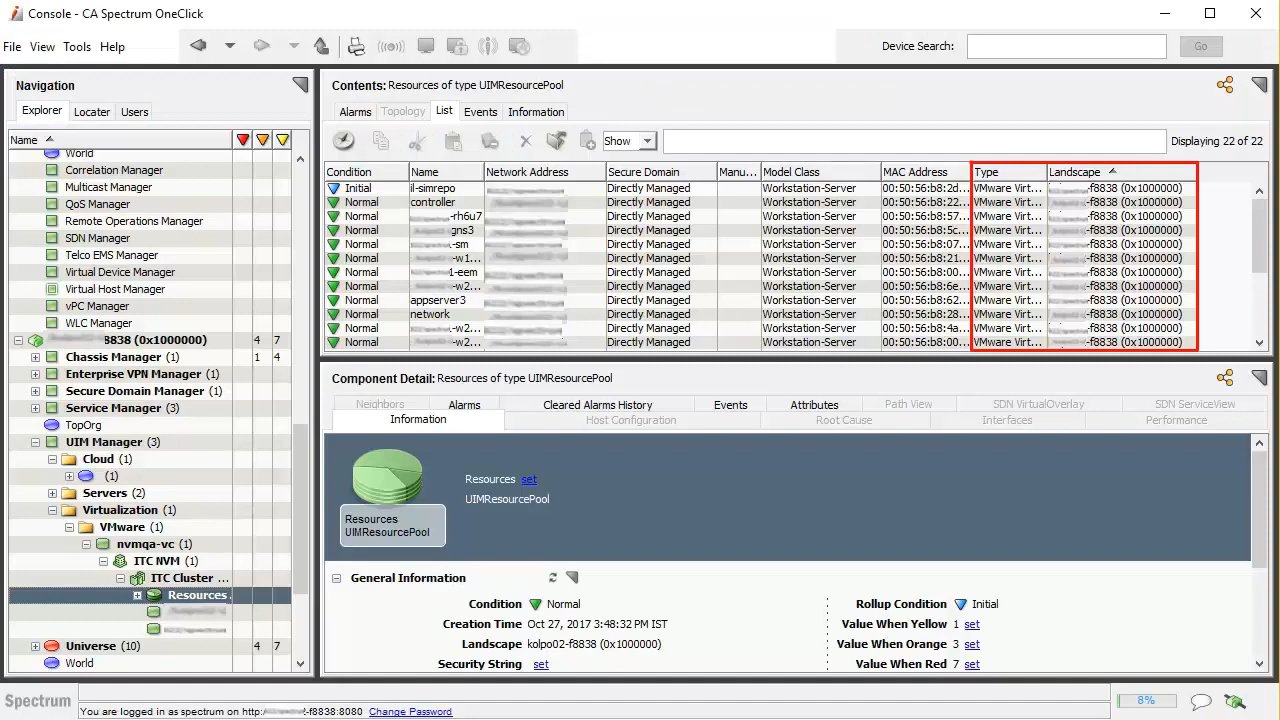 Console - CA Spectrum OneClick
File View Tools Help
Device Search:
Go
Navigation
Explorer Locater Users
Name
World
Correlation Manager
Multicast Manager
QoS Manager
Remote Operations Manager
SDN Manager
Telco EMS Manager
Virtual Device Manager
Virtual Host Manager
vPC Manager
WLC Manager
8838 (0x1000000) 4 7
Chassis Manager (1) 1 4
Enterprise VPN Manager (1)
Secure Domain Manager (1)
Service Manager (3)
TopOrg
UIM Manager (3)
Cloud (1)
(1)
Servers (2)
Virtualization (1)
VMware (1)
nvmqa-vc (1)
ITC NVM (1)
ITC Cluster ...
Resources.
Universe (10) 4 7
World
Contents: Resources of type UIMResourcePool
Alarms Topology List Events Information
Show
Displaying 22 of 22
Condition Name Network Address Secure Domain Manu... Model Class MAC Address Type Landscape
Initial il-simrepo Directly Managed Workstation-Server 00:50:56:b8:2d... VMware Virt... -f8838 (0x1000000)
Normal controller Directly Managed Workstation-Server 00:50:56:b8:22... VMware Virt... -f8838 (0x1000000)
Normal -rh6u7 Directly Managed Workstation-Server 00:50:56:b8:57... VMware Virt... -f8838 (0x1000000)
Normal gns3 Directly Managed Workstation-Server 00:50:56:b8:5c... VMware Virt... -f8838 (0x1000000)
Normal -sm Directly Managed Workstation-Server 00:50:56:b8:07... VMware Virt... -f8838 (0x1000000)
Normal -w1... Directly Managed Workstation-Server 00:50:56:b8:21... VMware Virt... -f8838 (0x1000000)
Normal -eem Directly Managed Workstation-Server 00:50:56:b8:0f... VMware Virt... -f8838 (0x1000000)
Normal -w2... Directly Managed Workstation-Server 00:50:56:b8:6e... VMware Virt... -f8838 (0x1000000)
Normal appserver3 Directly Managed Workstation-Server 00:50:56:b8:2a... VMware Virt... -f8838 (0x1000000)
Normal network Directly Managed Workstation-Server 00:50:56:b8:28... VMware Virt... -f8838 (0x1000000)
Normal -w2... Directly Managed Workstation-Server 00:50:56:b8:4a... VMware Virt... -f8838 (0x1000000)
Normal -w2... Directly Managed Workstation-Server 00:50:56:b8:00... VMware Virt... -f8838 (0x1000000)
Component Detail: Resources of type UIMResourcePool
Neighbors Alarms Cleared Alarms History Events Attributes Path View SDN VirtualOverlay SDN ServiceView
Information Host Configuration Root Cause Interfaces Performance
Resources set
UIMResourcePool
Resources
UIMResourcePool
General Information
Condition Normal Rollup Condition Initial
Creation Time Oct 27, 2017 3:48:32 PM IST Value When Yellow 1 set
Landscape kolpo02-f8838 (0x1000000) Value When Orange 3 set
Security String set Value When Red 7 set
Spectrum
You are logged in as spectrum on http: -f8838:8080 Change Password
8%